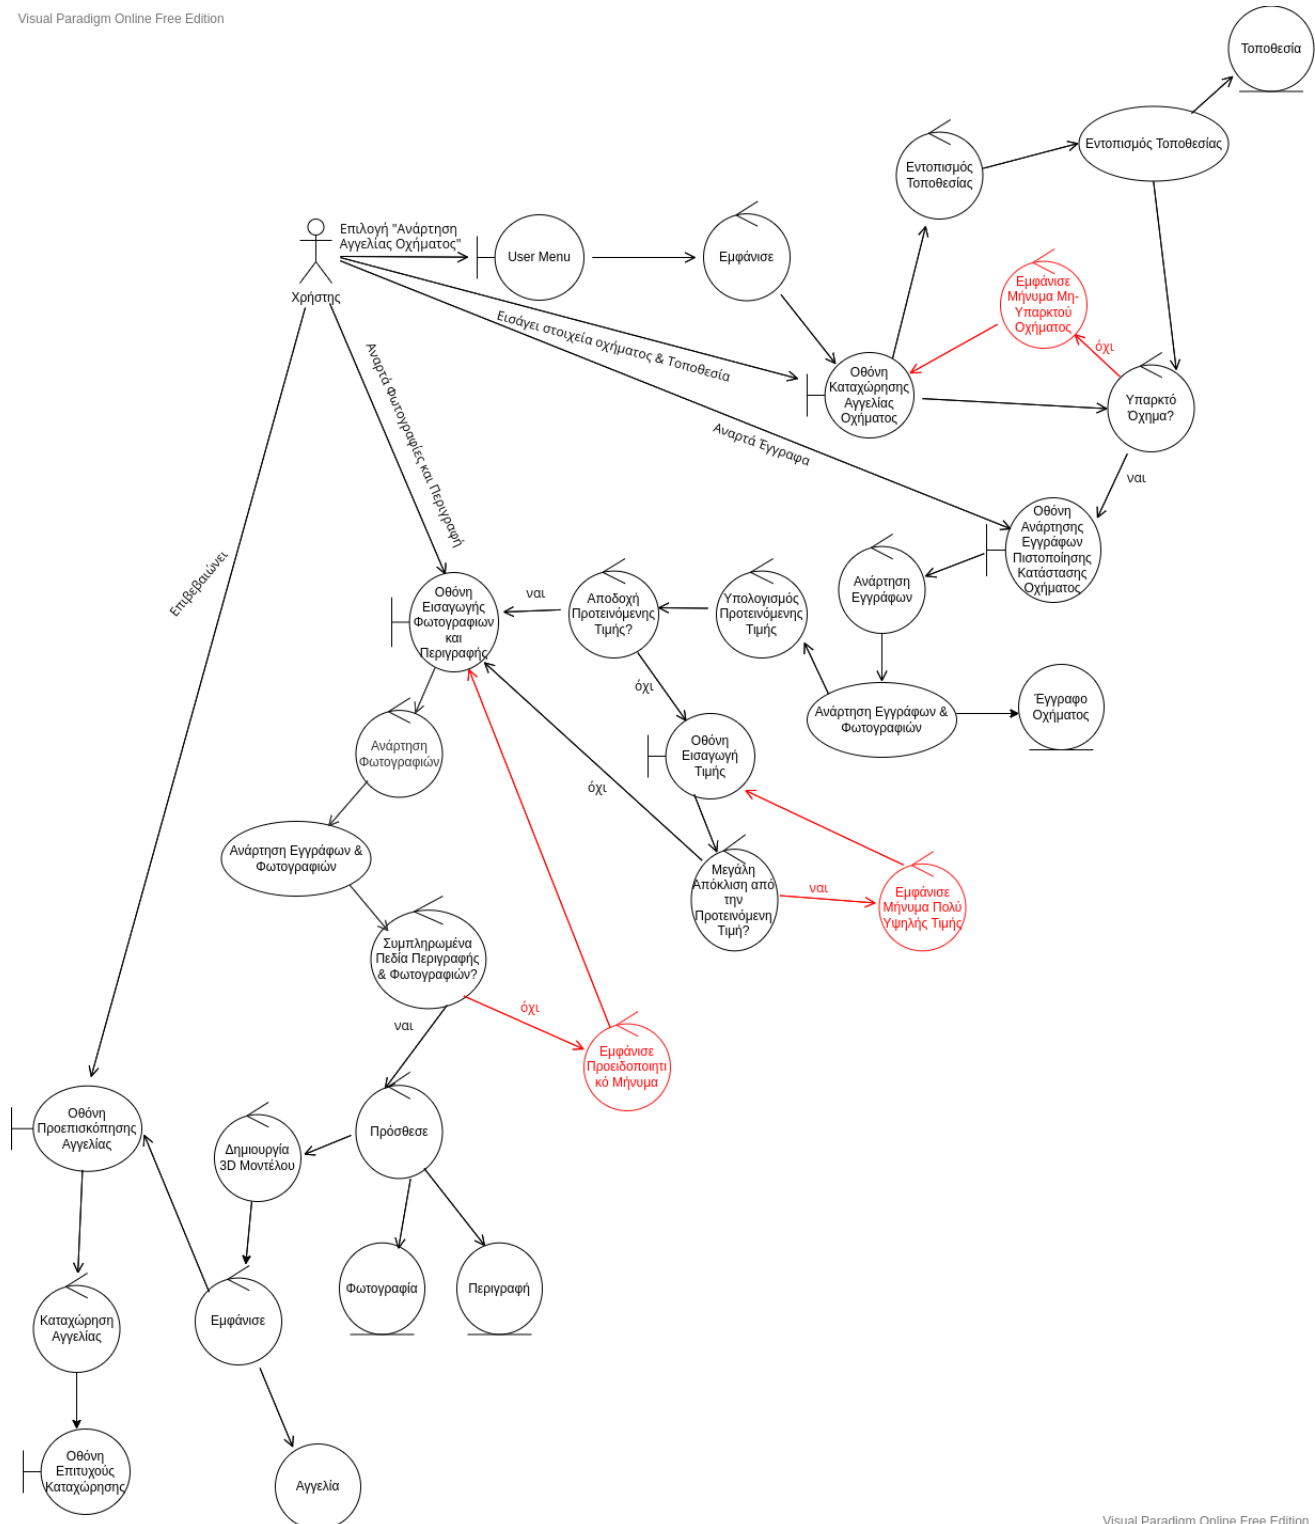 Visual Paradigm Online Free Edition
Τοποθεσία
Εντοπισμός Τοποθεσίας
Εντοπισμός
Τοποθεσίας
Επιλογή "Ανάρτηση
Αγγελίας Οχήματος"
User Menu
Εμφάνισε
Χρήστης
Εμφάνισε
Μήνυμα Μη-
Υπαρκτού
Οχήματος
όχι
Εισάγει στοιχεία οχήματος & Τοποθεσία
Οθόνη
Καταχώρησης
Αγγελίας
Οχήματος
Υπαρκτό
Όχημα?
Αναρτά Φωτογραφίες και Περιγραφή
Αναρτά Έγγραφα
ναι
Οθόνη
Ανάρτησης
Εγγράφων
Πιστοποίησης
Κατάστασης
Οχήματος
Επιβεβαιώνει
Οθόνη
Εισαγωγής
Φωτογραφιων
και
Περιγραφής
ναι
Αποδοχή
Προτεινόμενης
Τιμής?
Υπολογισμός
Προτεινόμενης
Τιμής
Ανάρτηση
Εγγράφων
όχι
Ανάρτηση Εγγράφων &
Φωτογραφιών
Έγγραφο
Οχήματος
Ανάρτηση
Φωτογραφιών
Οθόνη
Εισαγωγή
Τιμής
όχι
Ανάρτηση Εγγράφων &
Φωτογραφιών
Μεγάλη
Απόκλιση από
την
Προτεινόμενη
Τιμή?
ναι
Εμφάνισε
Μήνυμα Πολύ
Υψηλής Τιμής
Συμπληρωμένα
Πεδία Περιγραφής
& Φωτογραφιών?
όχι
ναι
Εμφάνισε
Προειδοποιητι
κό Μήνυμα
Οθόνη
Προεπισκόπησης
Αγγελίας
Δημιουργία
3D Μοντέλου
Πρόσθεσε
Φωτογραφία
Περιγραφή
Καταχώρηση
Αγγελίας
Εμφάνισε
Οθόνη
Επιτυχούς
Καταχώρησης
Αγγελία
Visual Paradigm Online Free Edition